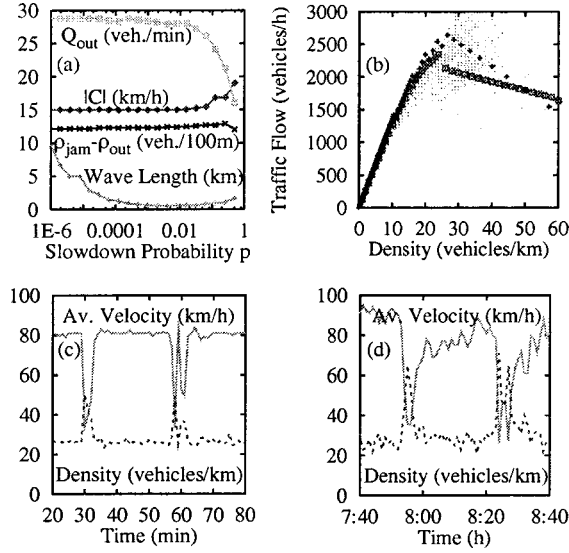 30
25
20
15
10
5
0
Q_out (veh./min)
(a)
|C| (km/h)
ρ_jam-ρ_out (veh./100m)
Wave Length (km)
1E-6 0.0001 0.01 1
Slowdown Probability p
Traffic Flow (vehicles/h)
3000
2500
2000
1500
1000
500
0
(b)
0 10 20 30 40 50 60
Density (vehicles/km)
100
80
60
40
20
0
Av. Velocity (km/h)
(c)
Density (vehicles/km)
20 30 40 50 60 70 80
Time (min)
100
80
60
40
20
0
Av. Velocity (km/h)
(d)
Density (vehicles/km)
7:40 8:00 8:20 8:40
Time (h)